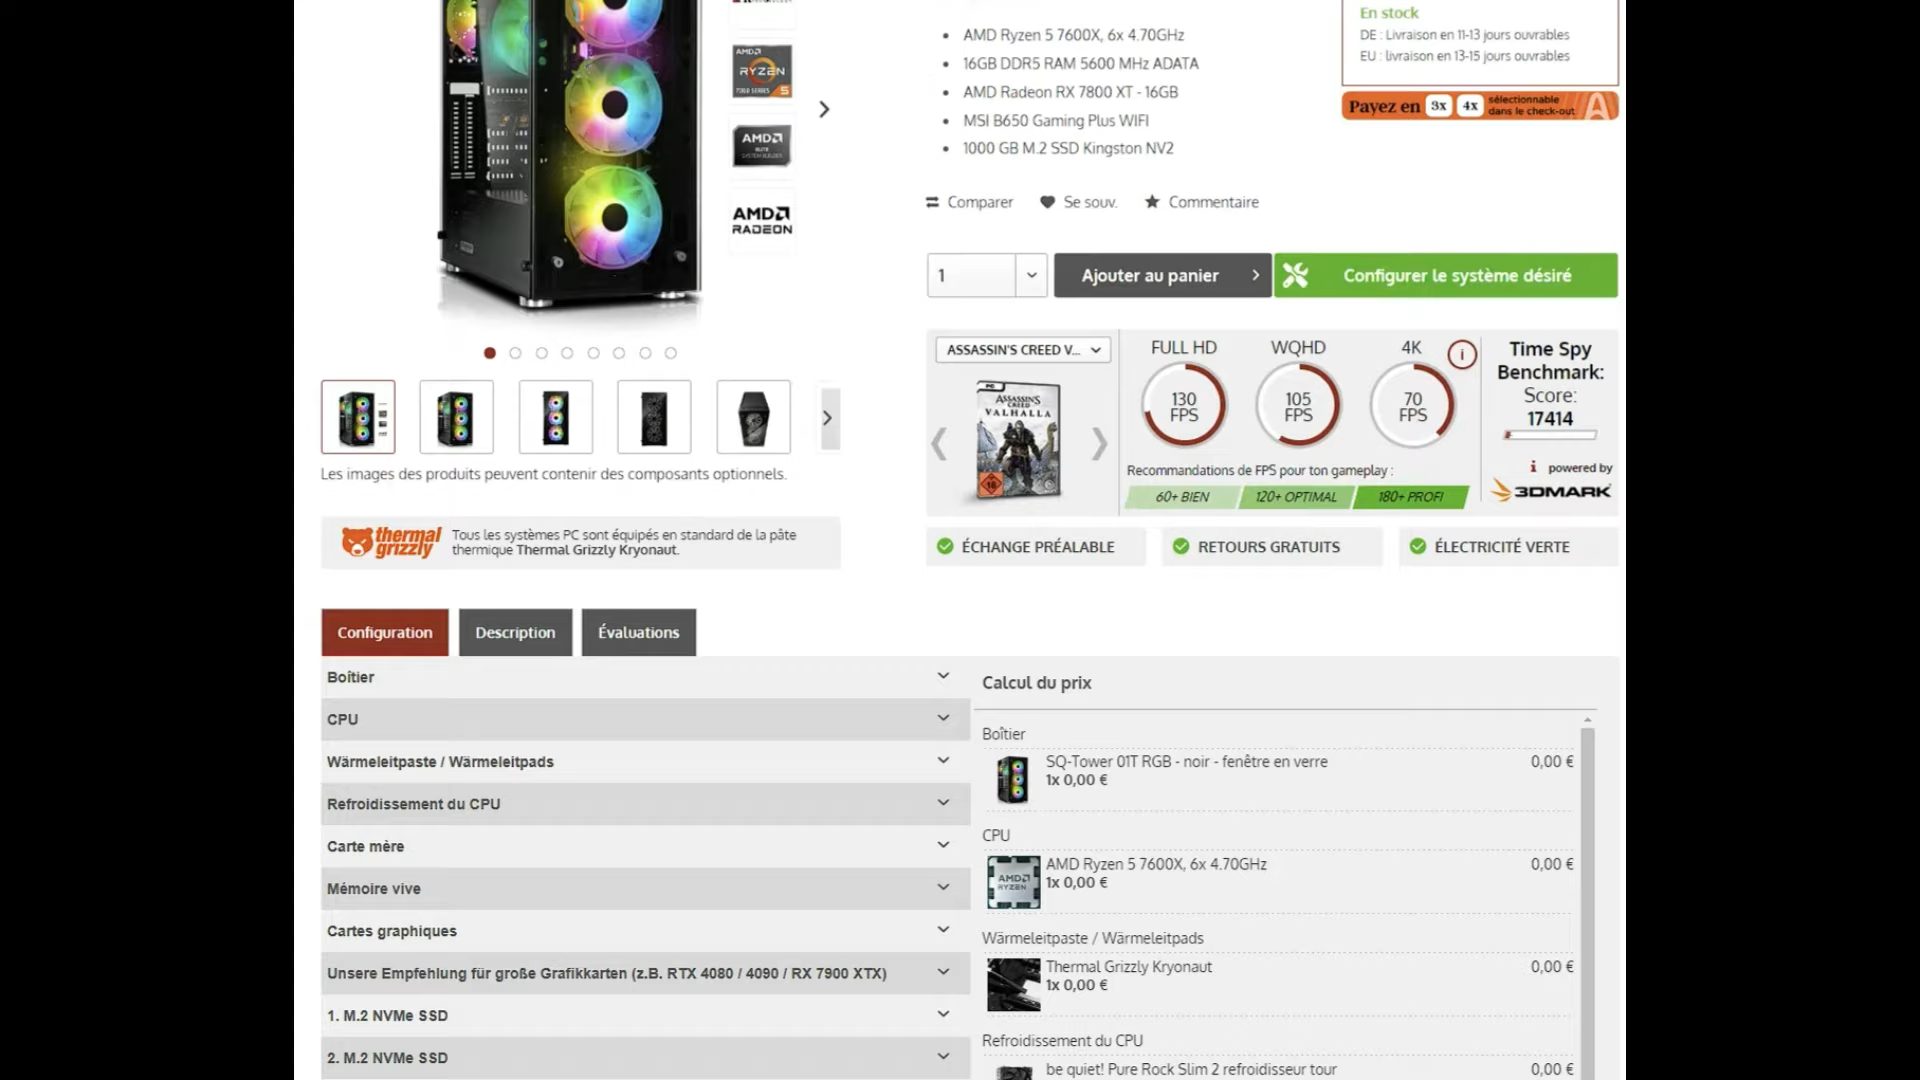 AMD Ryzen 5 7600X, 6x 4.70GHz
16GB DDR5 RAM 5600 MHz ADATA
AMD Radeon RX 7800 XT - 16GB
MSI B650 Gaming Plus WIFI
1000 GB M.2 SSD Kingston NV2
Comparer
Se souv.
Commentaire
En stock
DE : Livraison en 11-13 jours ouvrables
EU : livraison en 13-15 jours ouvrables
Payez en 3x 4x sélectionnable
dans le check-out
AMD
RYZEN
7000 SERIES 5
AMD
ELITE
SYSTEM BUILDER
AMD
RADEON
1
Ajouter au panier
Configurer le système désiré
Les images des produits peuvent contenir des composants optionnels.
thermal
grizzly
Tous les systèmes PC sont équipés en standard de la pâte
thermique Thermal Grizzly Kryonaut.
ASSASSIN'S CREED V...
PC
ASSASSIN'S
CREED
VALHALLA
18
FULL HD
130
FPS
WQHD
105
FPS
4K
70
FPS
i
Recommandations de FPS pour ton gameplay :
60+ BIEN
120+ OPTIMAL
180+ PROFI
Time Spy
Benchmark:
Score:
17414
i powered by
3DMARK
ÉCHANGE PRÉALABLE
RETOURS GRATUITS
ÉLECTRICITÉ VERTE
Configuration
Description
Évaluations
Boîtier
CPU
Wärmeleitpaste / Wärmeleitpads
Refroidissement du CPU
Carte mère
Mémoire vive
Cartes graphiques
Unsere Empfehlung für große Grafikkarten (z.B. RTX 4080 / 4090 / RX 7900 XTX)
1. M.2 NVMe SSD
2. M.2 NVMe SSD
Calcul du prix
Boîtier
SQ-Tower 01T RGB - noir - fenêtre en verre
0,00 €
1x 0,00 €
CPU
AMD
RYZEN
AMD Ryzen 5 7600X, 6x 4.70GHz
0,00 €
1x 0,00 €
Wärmeleitpaste / Wärmeleitpads
Thermal Grizzly Kryonaut
0,00 €
1x 0,00 €
Refroidissement du CPU
be quiet! Pure Rock Slim 2 refroidisseur tour
0,00 €